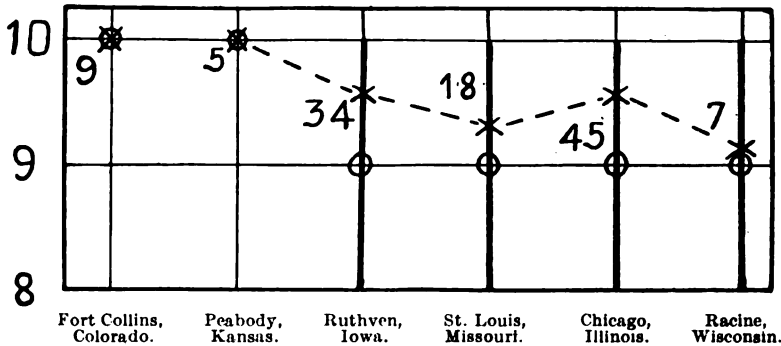 10
9
5
34
18
45
7
9
8
Fort Collins, Colorado.
Peabody, Kansas.
Ruthven, Iowa.
St. Louis, Missouri.
Chicago, Illinois.
Racine, Wisconsin.